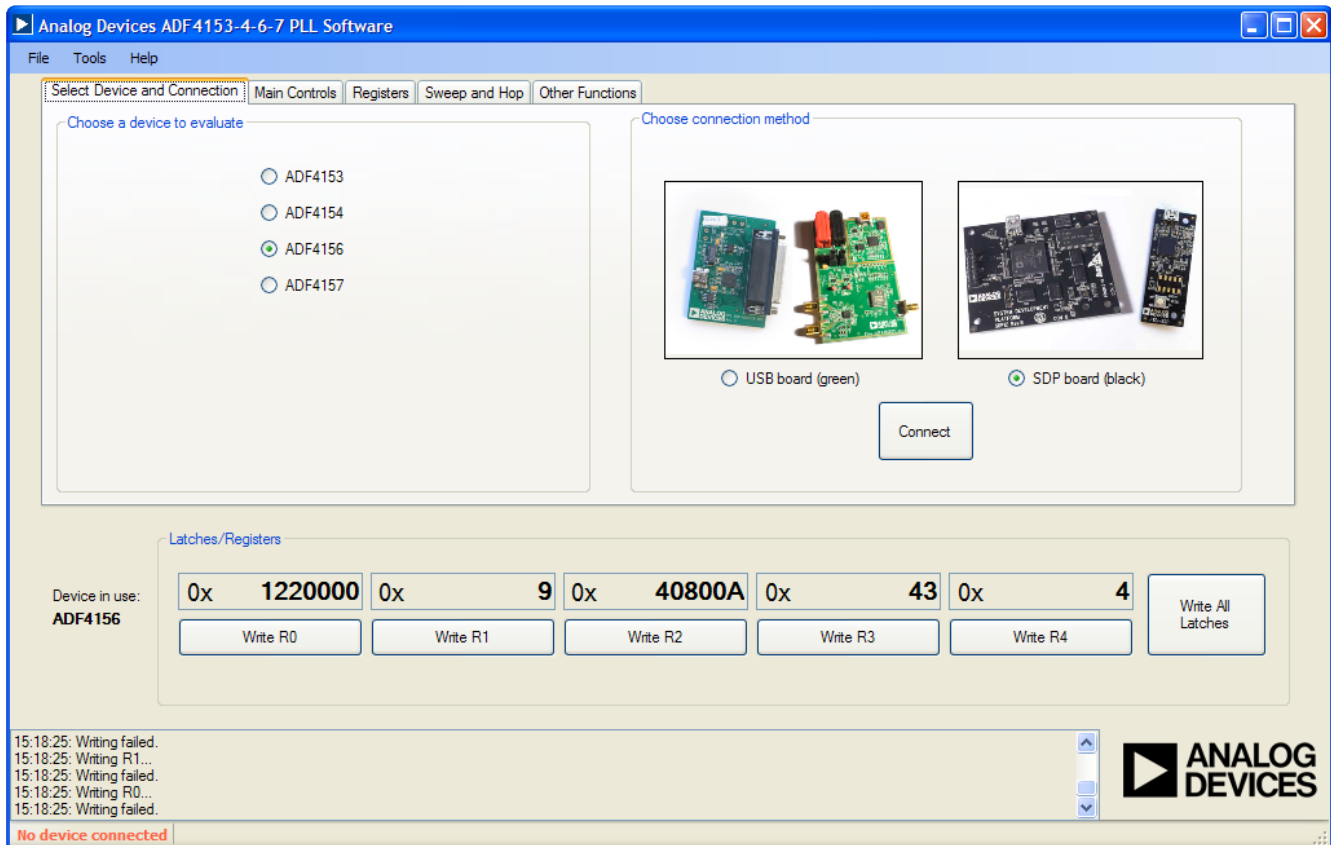 Analog Devices ADF4153-4-6-7 PLL Software
File Tools Help
Select Device and Connection Main Controls Registers Sweep and Hop Other Functions
Choose a device to evaluate
ADF4153
ADF4154
ADF4156
ADF4157
Choose connection method
ANALOG DEVICES
SYSTEM DEVELOPMENT
PLATFORM
USB board (green) SDP board (black)
Connect
Latches/Registers
Device in use:
ADF4156
0x 1220000 0x 9 0x 40800A 0x 43 0x 4
Write R0 Write R1 Write R2 Write R3 Write R4
Write All
Latches
15:18:25: Writing failed.
15:18:25: Writing R1...
15:18:25: Writing failed.
15:18:25: Writing R0...
15:18:25: Writing failed.
ANALOG
DEVICES
No device connected